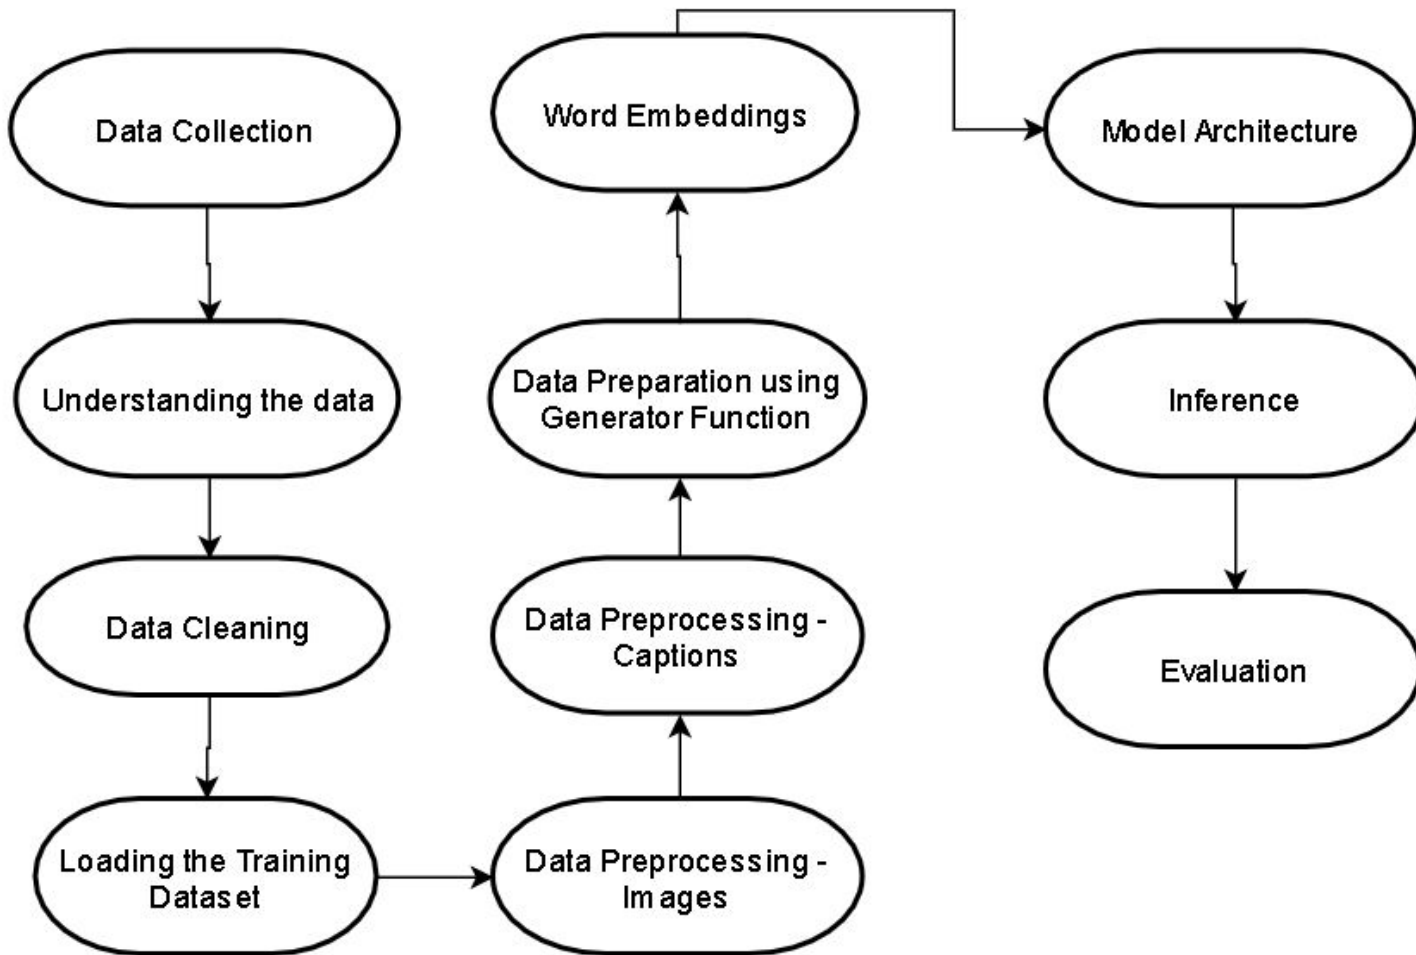 Data Collection
Understanding the data
Data Cleaning
Loading the Training
Dataset
Data Preprocessing -
Images
Data Preprocessing -
Captions
Data Preparation using
Generator Function
Word Embeddings
Model Architecture
Inference
Evaluation